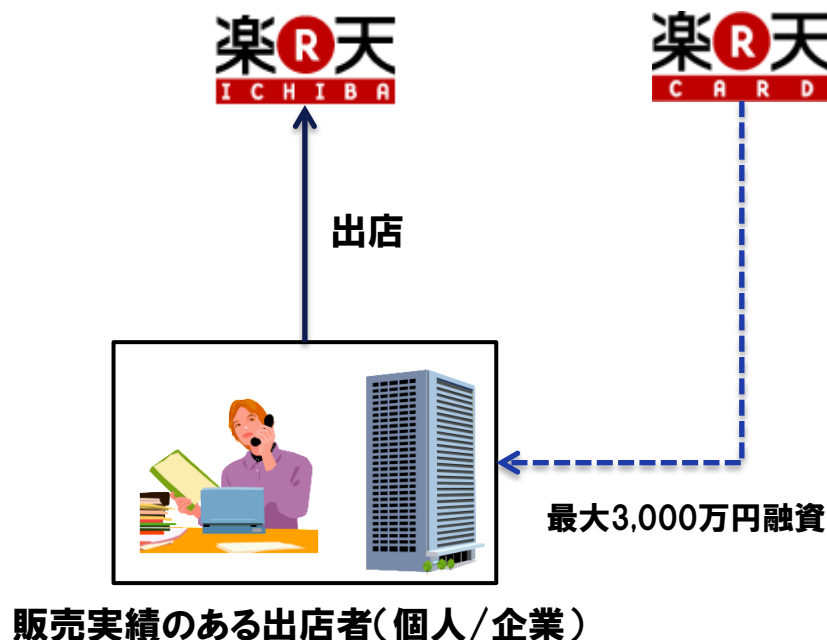 楽R天
ICHIBA
楽R天
CARD
出店
最大3,000万円融資
販売実績のある出店者(個人/企業)